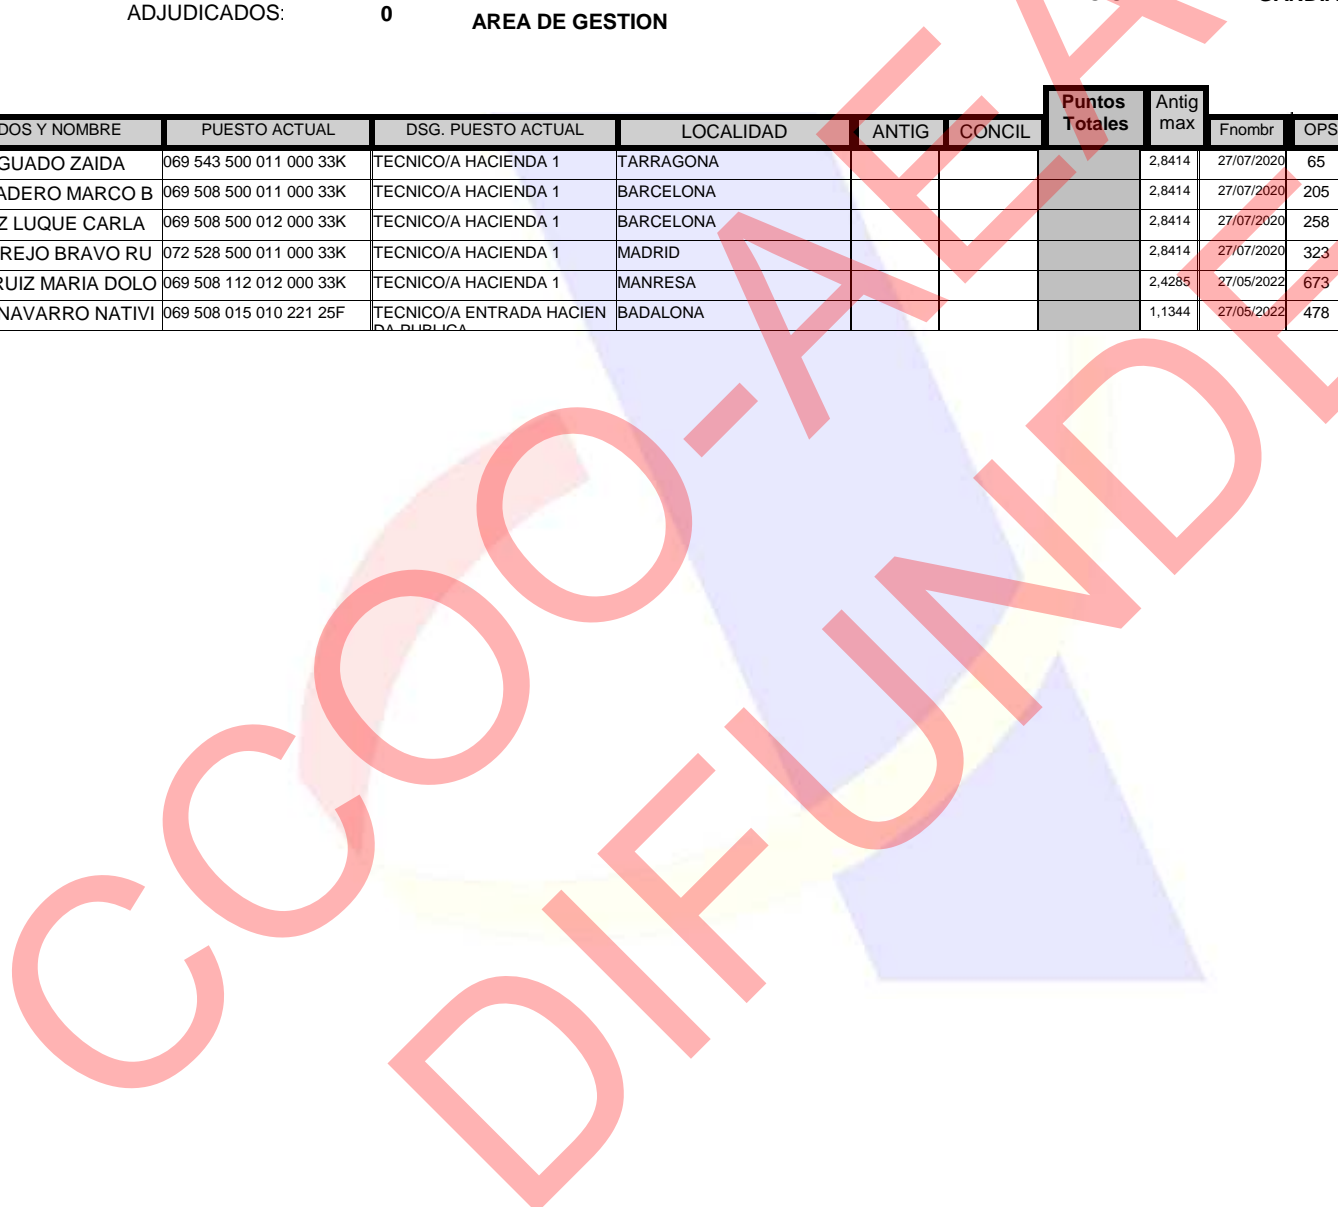 ADJUDICADOS: 0 AREA DE GESTION
Puntos Totales Antig max
DOS Y NOMBRE PUESTO ACTUAL DSG. PUESTO ACTUAL LOCALIDAD ANTIG CONCIL Fnombr OPS
GUADO ZAIDA 069 543 500 011 000 33K TECNICO/A HACIENDA 1 TARRAGONA 2,8414 27/07/2020 65
ADERO MARCO B 069 508 500 011 000 33K TECNICO/A HACIENDA 1 BARCELONA 2,8414 27/07/2020 205
Z LUQUE CARLA 069 508 500 012 000 33K TECNICO/A HACIENDA 1 BARCELONA 2,8414 27/07/2020 258
REJO BRAVO RU 072 528 500 011 000 33K TECNICO/A HACIENDA 1 MADRID 2,8414 27/07/2020 323
RUIZ MARIA DOLO 069 508 112 012 000 33K TECNICO/A HACIENDA 1 MANRESA 2,4285 27/05/2022 673
NAVARRO NATIVI 069 508 015 010 221 25F TECNICO/A ENTRADA HACIEN BADALONA 1,1344 27/05/2022 478
DA PUBLICA
CCOO-AEA
DIFUNDE